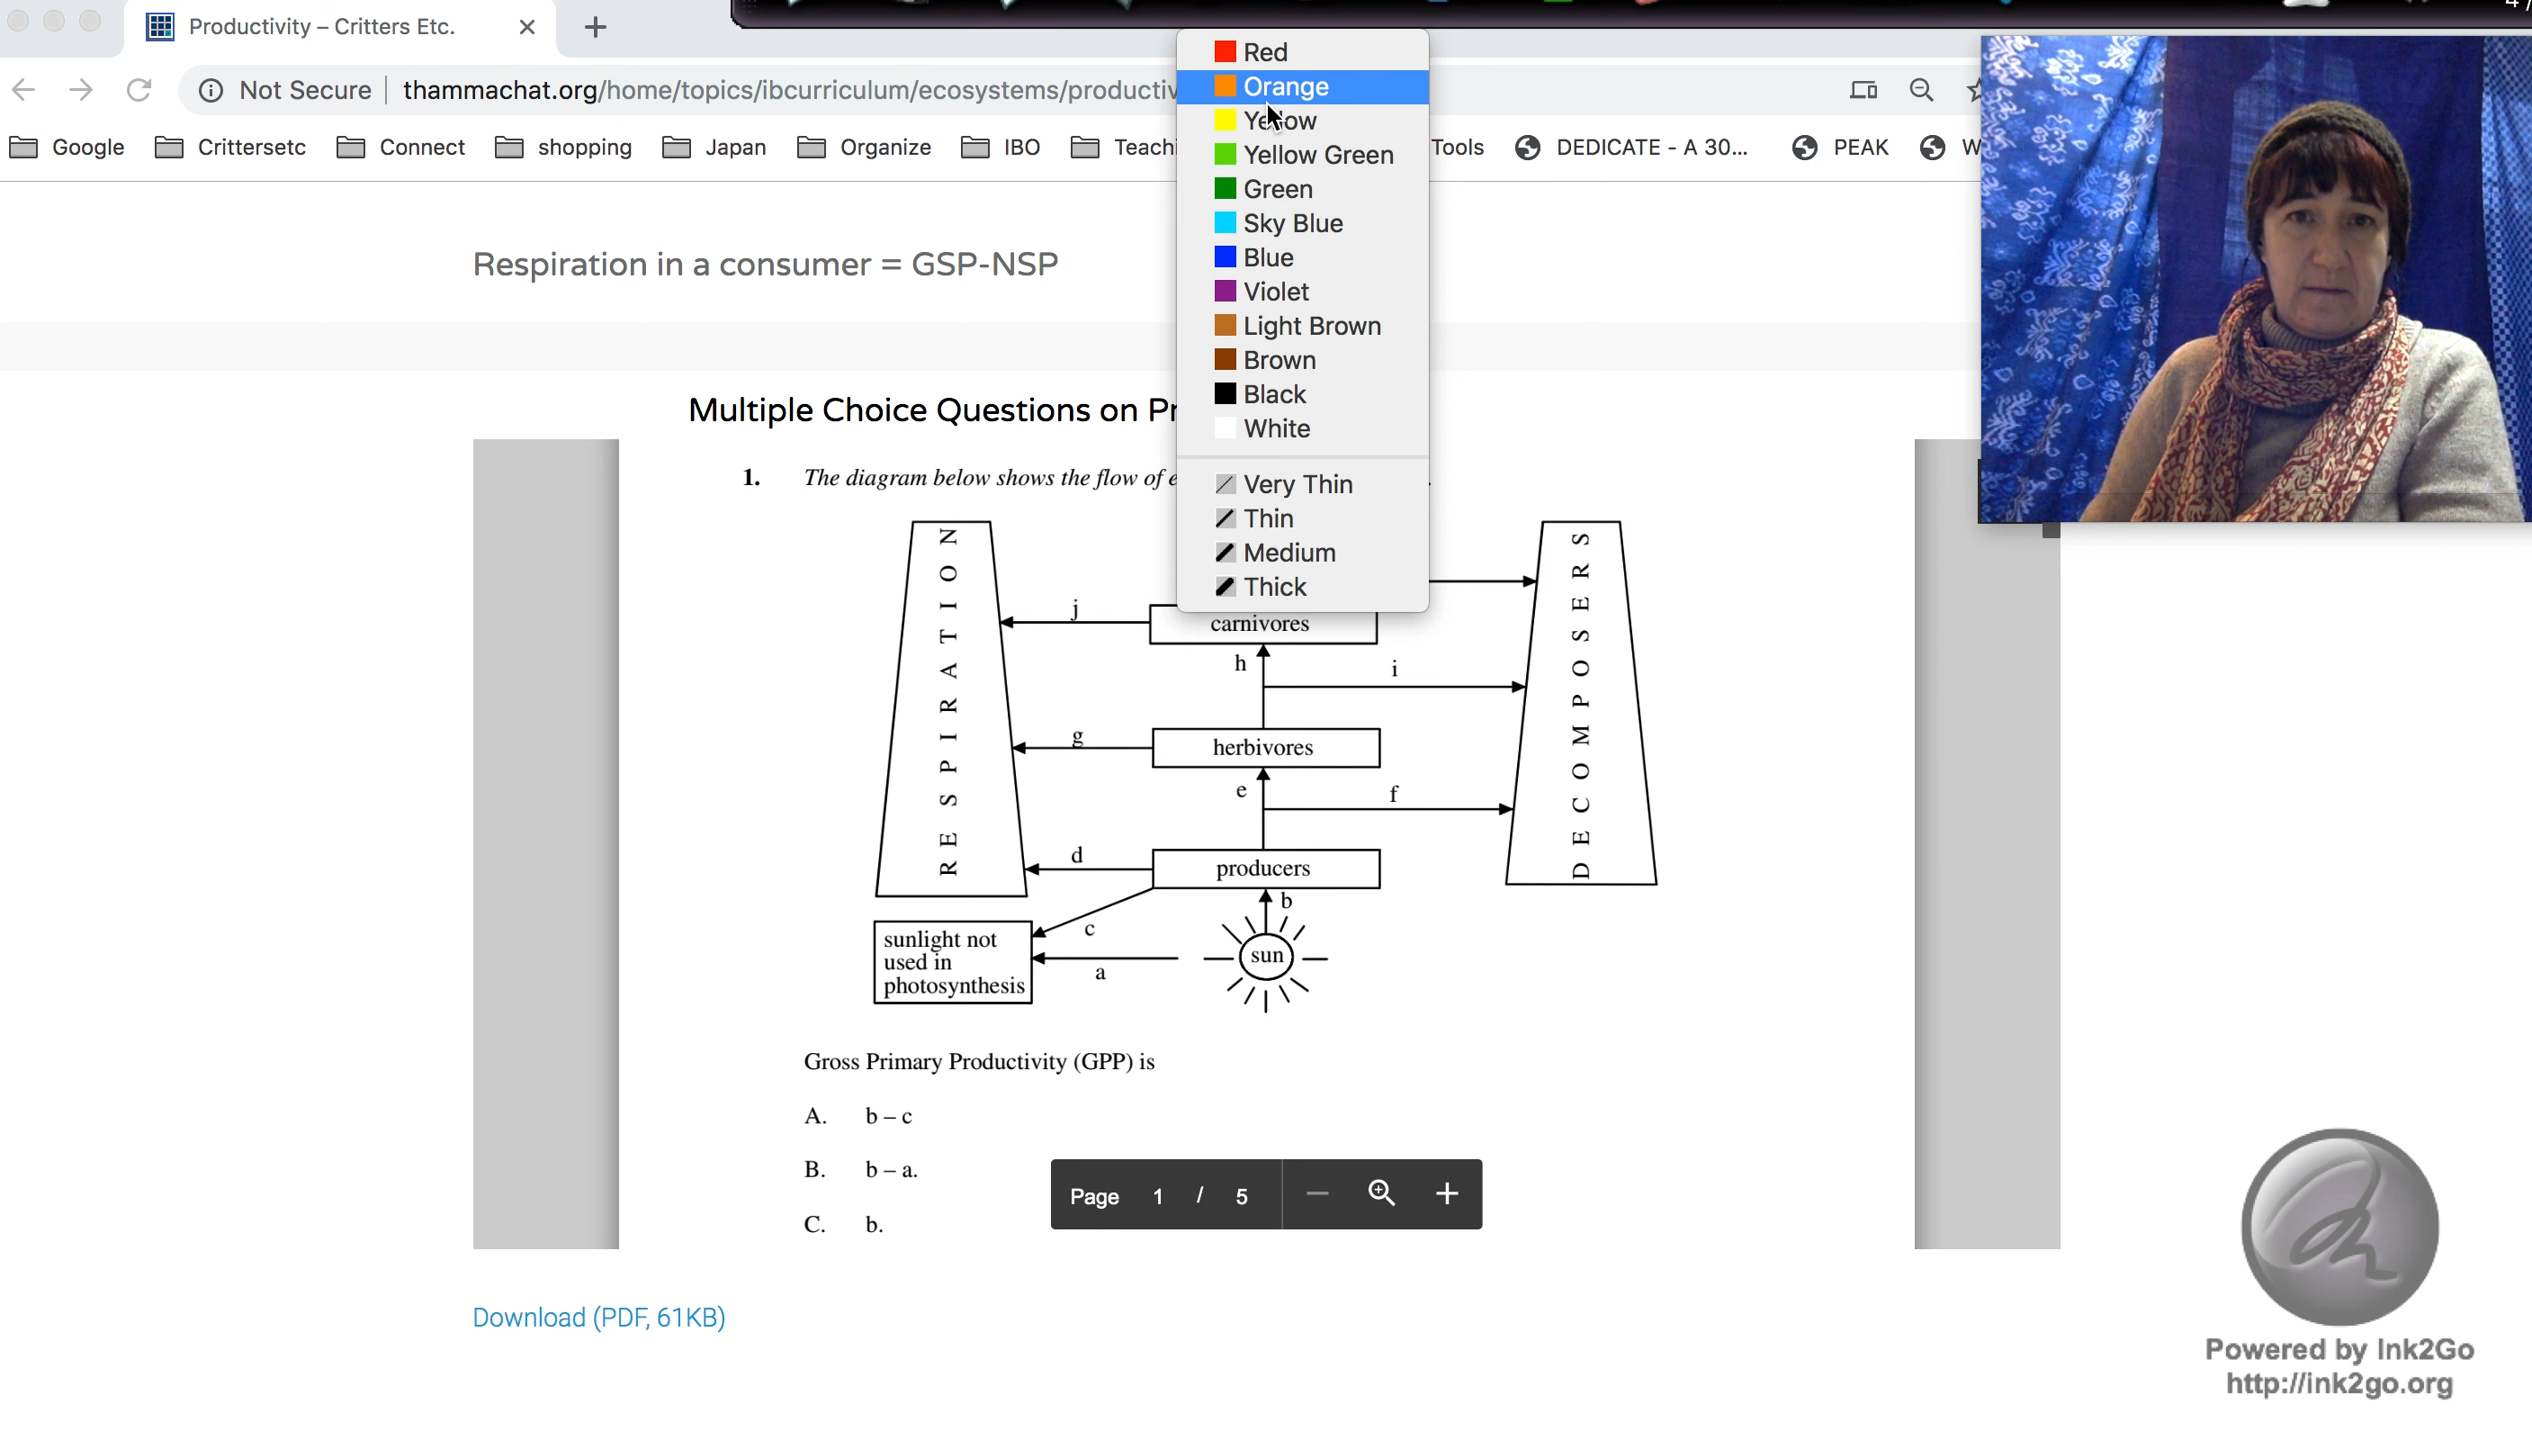 Productivity – Critters Etc.
Not Secure
thammachat.org/home/topics/ibcurriculum/ecosystems/productiv
Google
Crittersetc
Connect
shopping
Japan
Organize
IBO
Teachi
Tools
DEDICATE - A 30...
PEAK
W
Red
Orange
Yellow
Yellow Green
Green
Sky Blue
Blue
Violet
Light Brown
Brown
Black
White
Very Thin
Thin
Medium
Thick
Respiration in a consumer = GSP-NSP
Multiple Choice Questions on Pr
1. The diagram below shows the flow of e
RESPIRATION
DECOMPOSERS
j
carnivores
h
i
g
herbivores
e
f
d
producers
b
c
sunlight not
used in
photosynthesis
a
sun
Gross Primary Productivity (GPP) is
A. b – c
B. b – a.
C. b.
Page 1 / 5
Download (PDF, 61KB)
Powered by Ink2Go
http://ink2go.org